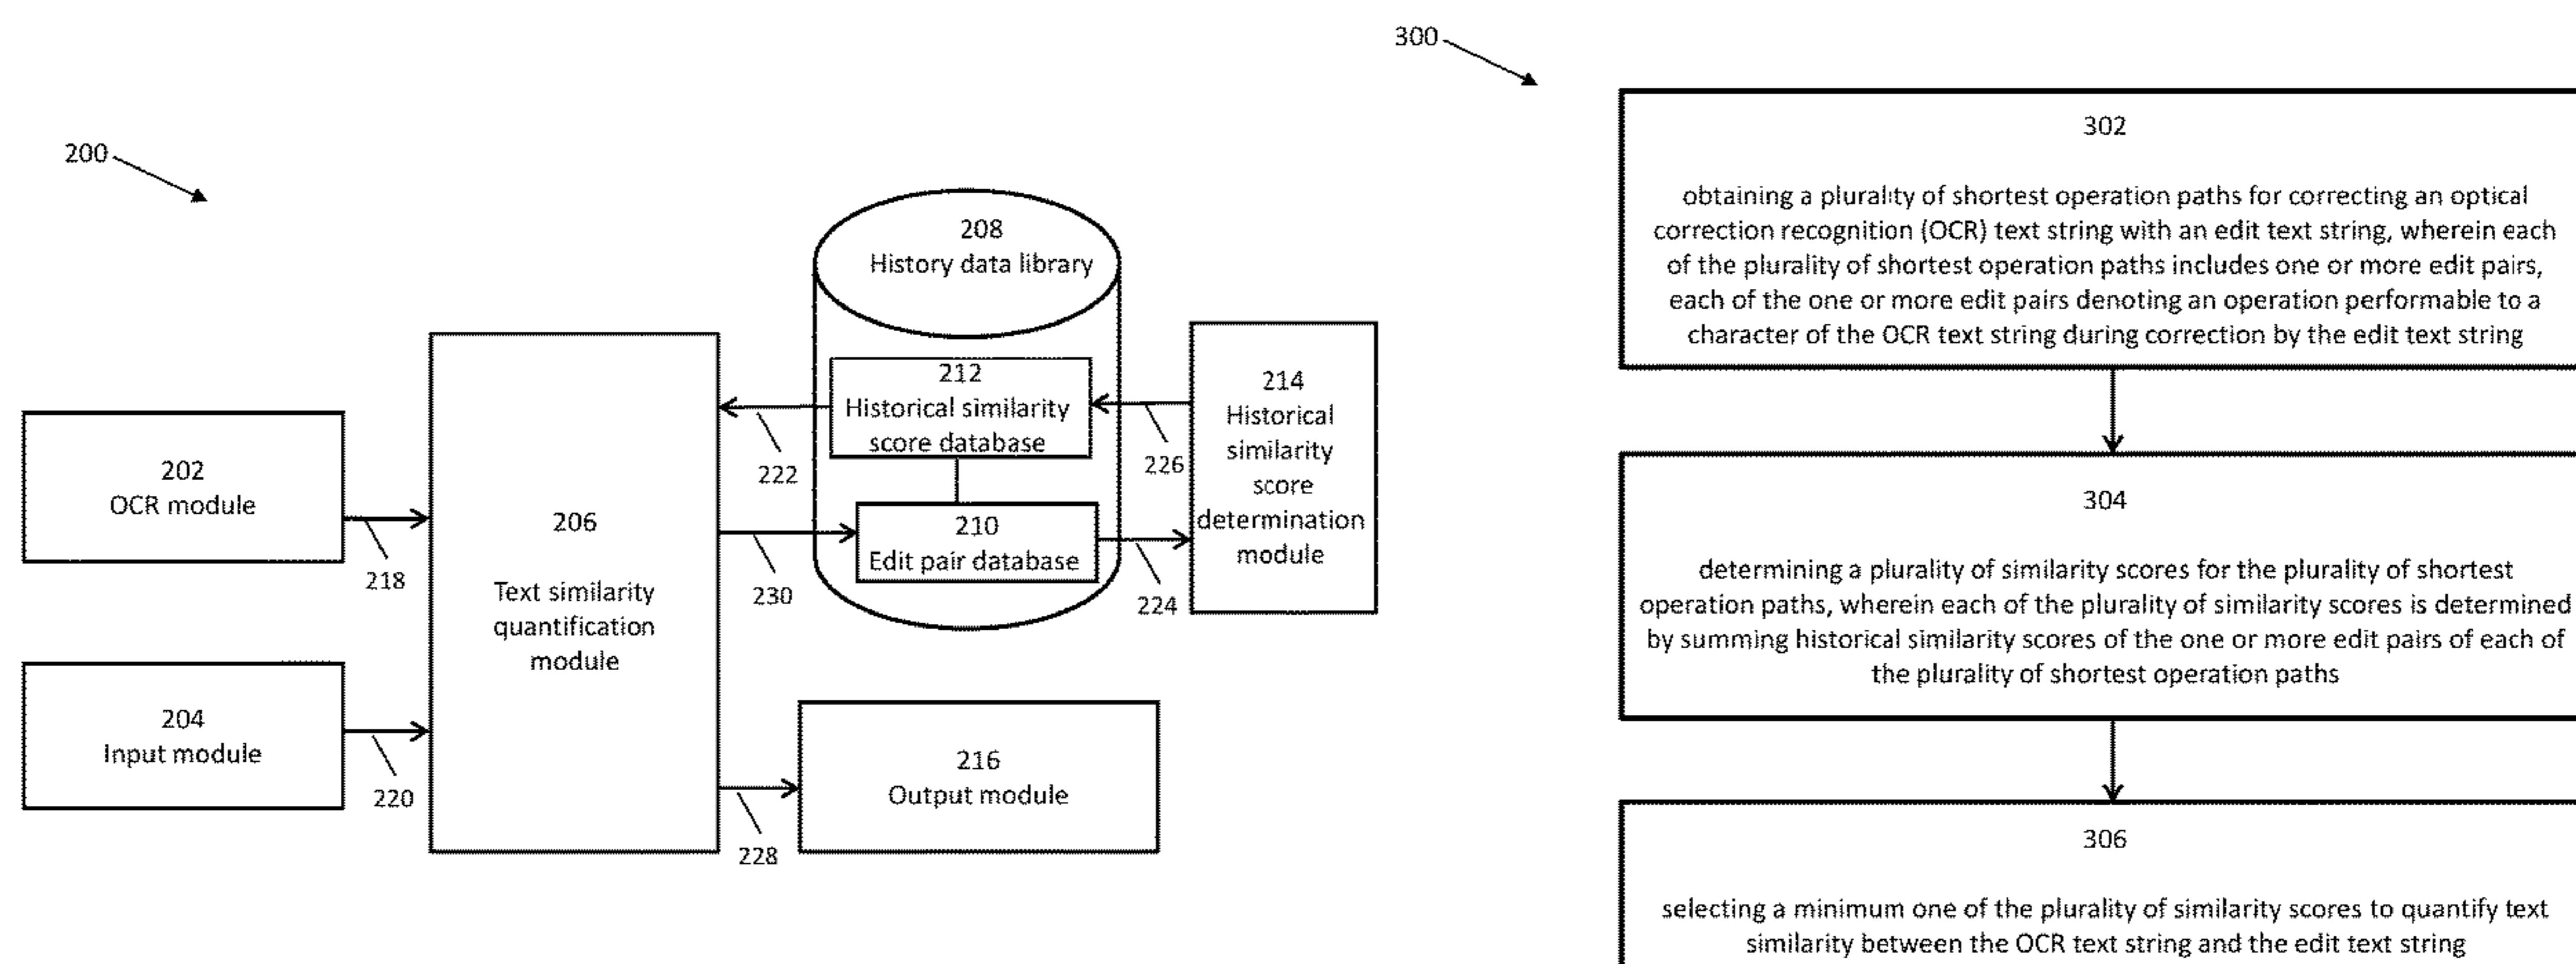 200
208
History data library
212
Historical similarity
score database
222
226
214
Historical
similarity
score
determination
module
202
OCR module
218
206
Text similarity
quantification
module
230
210
Edit pair database
224
204
Input module
220
216
Output module
228
300
302
obtaining a plurality of shortest operation paths for correcting an optical
correction recognition (OCR) text string with an edit text string, wherein each
of the plurality of shortest operation paths includes one or more edit pairs,
each of the one or more edit pairs denoting an operation performable to a
character of the OCR text string during correction by the edit text string
304
determining a plurality of similarity scores for the plurality of shortest
operation paths, wherein each of the plurality of similarity scores is determined
by summing historical similarity scores of the one or more edit pairs of each of
the plurality of shortest operation paths
306
selecting a minimum one of the plurality of similarity scores to quantify text
similarity between the OCR text string and the edit text string